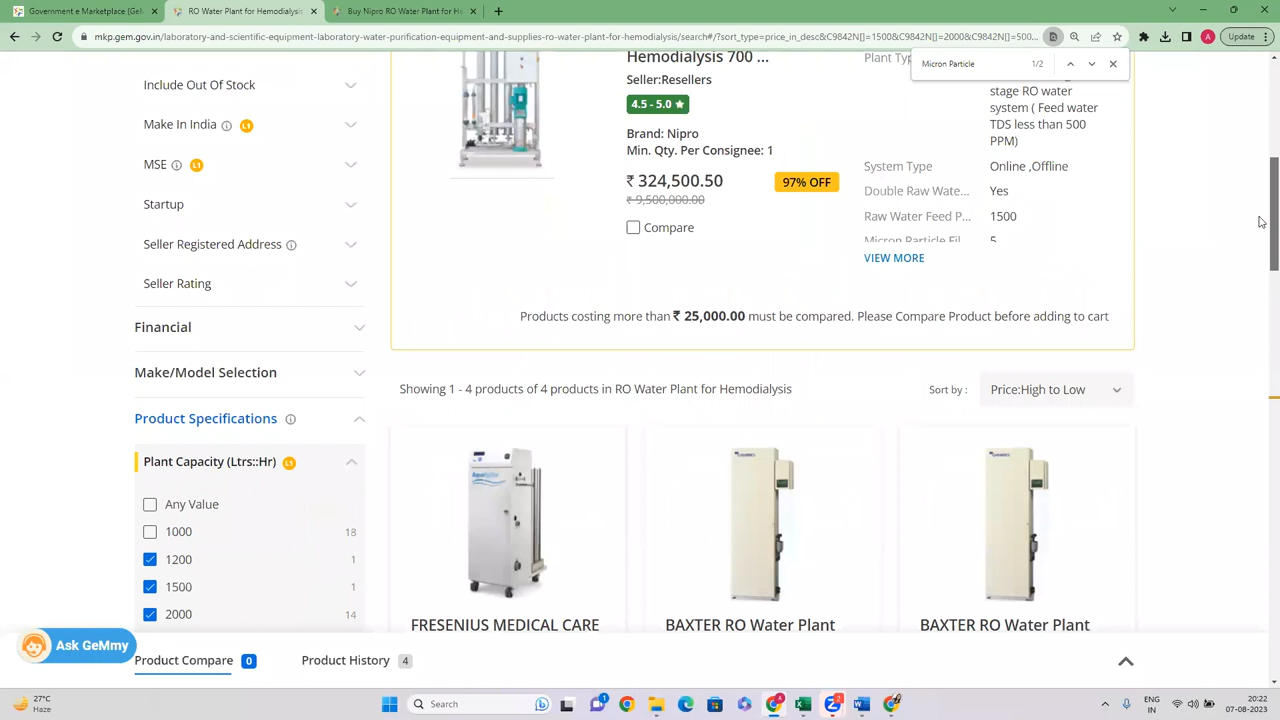 Government e Marketplace (Ge
RO Water Plant for Hemodialysis
Buy Nipro RO Water Plant for He
mkp.gem.gov.in/laboratory-and-scientific-equipment-laboratory-water-purification-equipment-and-supplies-ro-water-plant-for-hemodialysis/search#/?sort_type=price_in_desc&C9842N[]=1500&C9842N[]=2000&C9842N[]=500...
A
Update
Micron Particle 1/2
Include Out Of Stock
Make In India L1
MSE L1
Startup
Seller Registered Address
Seller Rating
Financial
Make/Model Selection
Product Specifications
Plant Capacity (Ltrs::Hr) L1
Any Value
1000 18
1200 1
1500 1
2000 14
Hemodialysis 700 ...
Seller:Resellers
4.5 - 5.0 ★
Brand: Nipro
Min. Qty. Per Consignee: 1
₹ 324,500.50
97% OFF
₹ 9,500,000.00
Compare
Plant Typ
stage RO water
system ( Feed water
TDS less than 500
PPM)
System Type Online ,Offline
Double Raw Wate... Yes
Raw Water Feed P... 1500
Micron Particle Fil 5
VIEW MORE
Products costing more than ₹ 25,000.00 must be compared. Please Compare Product before adding to cart
Showing 1 - 4 products of 4 products in RO Water Plant for Hemodialysis
Sort by : Price:High to Low
FRESENIUS MEDICAL CARE
BAXTER RO Water Plant
BAXTER RO Water Plant
Ask GeMmy
Product Compare 0
Product History 4
27°C
Haze
Search
ENG
IN
20:22
07-08-2023